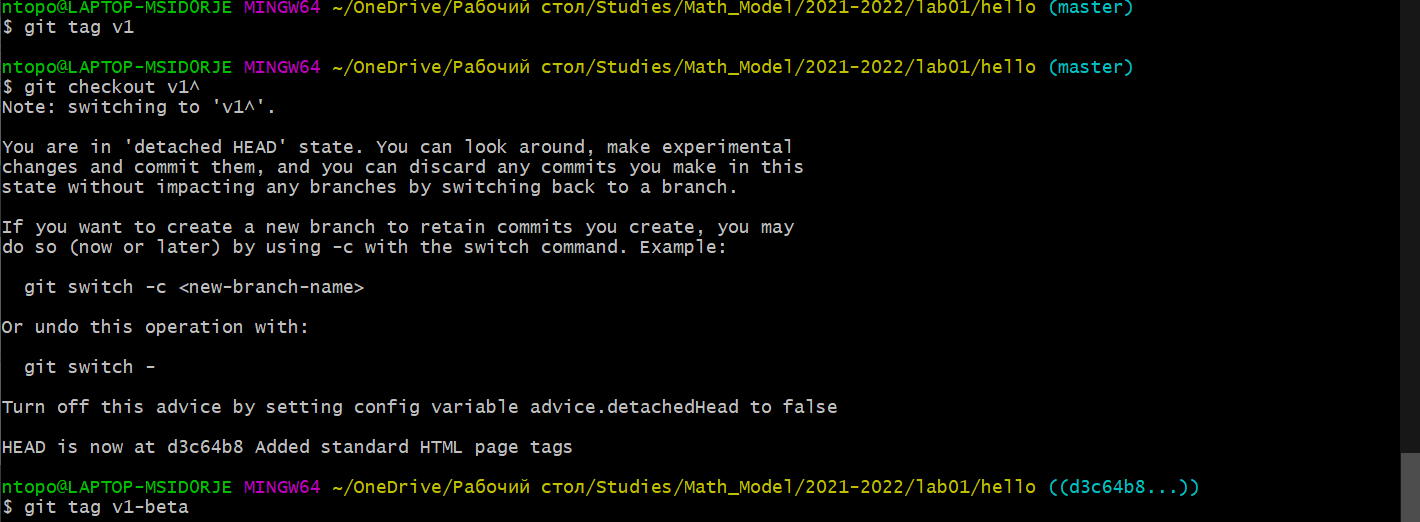 ntopo@LAPTOP-MSID0RJE MINGW64 ~/OneDrive/Рабочий стол/Studies/Math_Model/2021-2022/lab01/hello (master)
$ git tag v1
ntopo@LAPTOP-MSID0RJE MINGW64 ~/OneDrive/Рабочий стол/Studies/Math_Model/2021-2022/lab01/hello (master)
$ git checkout v1^
Note: switching to 'v1^'.
You are in 'detached HEAD' state. You can look around, make experimental
changes and commit them, and you can discard any commits you make in this
state without impacting any branches by switching back to a branch.
If you want to create a new branch to retain commits you create, you may
do so (now or later) by using -c with the switch command. Example:
git switch -c <new-branch-name>
Or undo this operation with:
git switch -
Turn off this advice by setting config variable advice.detachedHead to false
HEAD is now at d3c64b8 Added standard HTML page tags
ntopo@LAPTOP-MSID0RJE MINGW64 ~/OneDrive/Рабочий стол/Studies/Math_Model/2021-2022/lab01/hello ((d3c64b8...))
$ git tag v1-beta